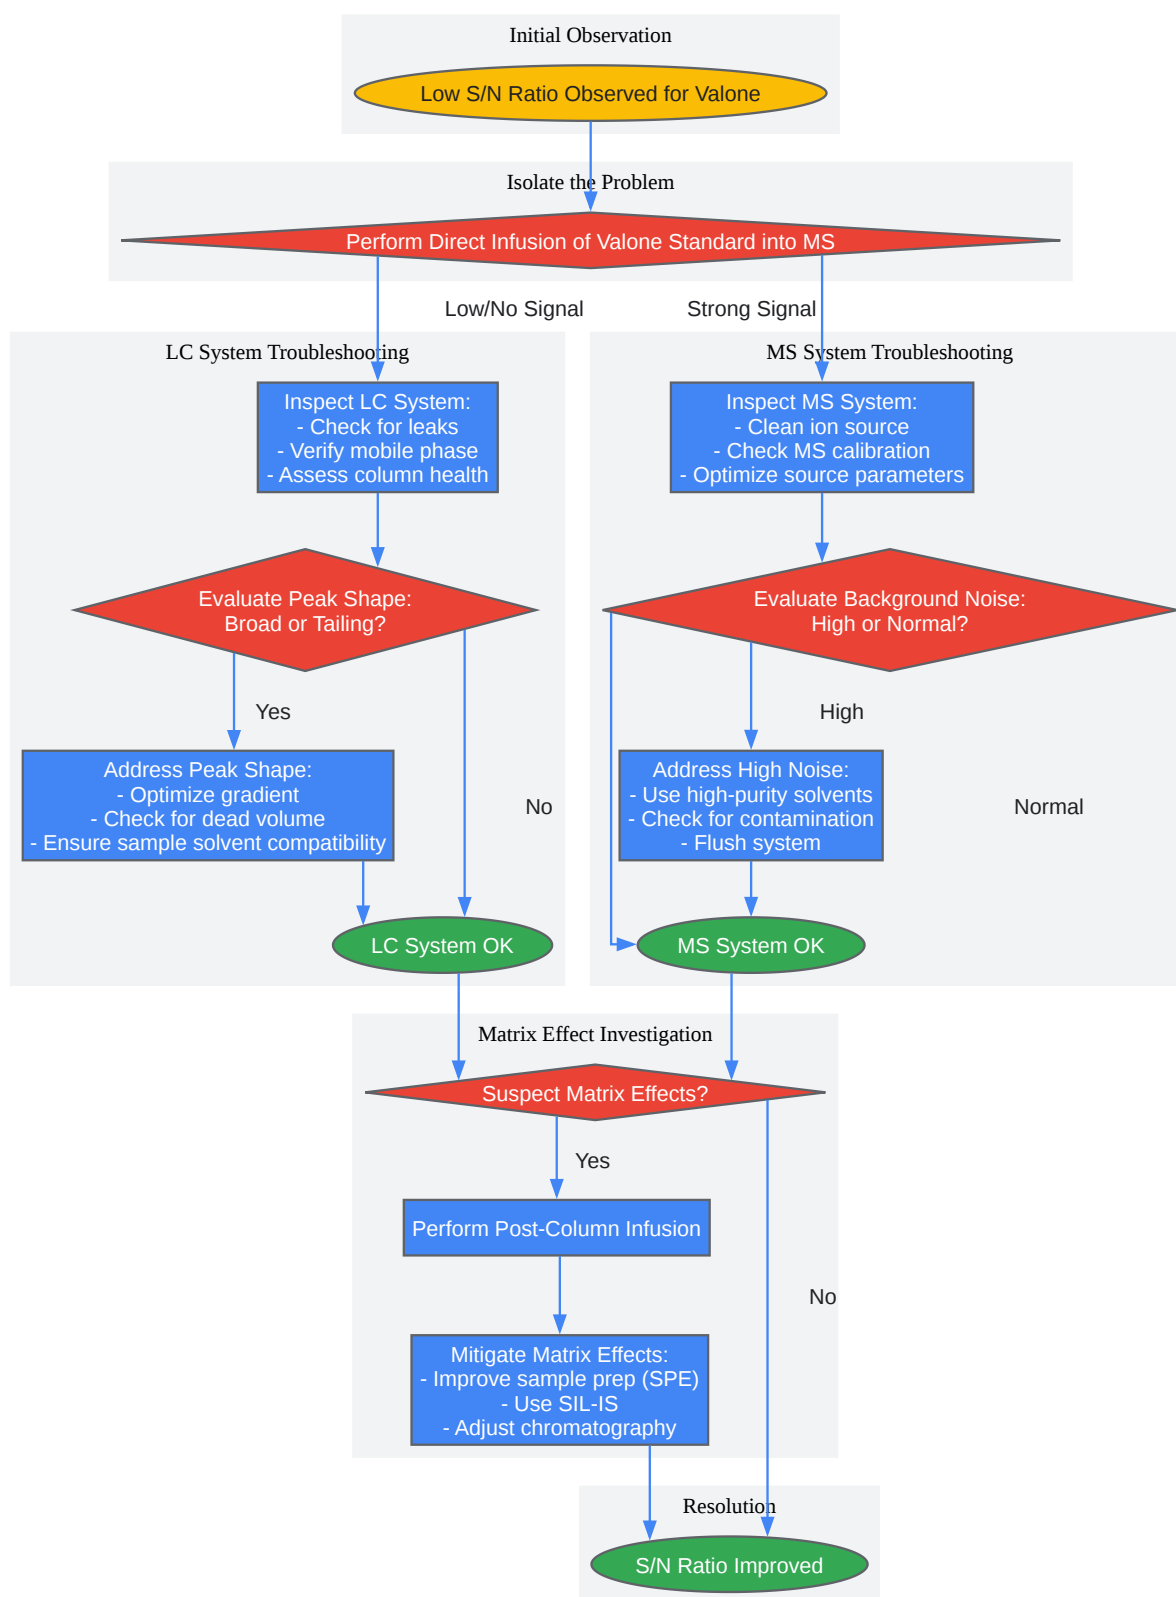 Initial Observation
Low S/N Ratio Observed for Valone
Isolate the Problem
Perform Direct Infusion of Valone Standard into MS
Low/No Signal
Strong Signal
LC System Troubleshooting
Inspect LC System:
- Check for leaks
- Verify mobile phase
- Assess column health
Evaluate Peak Shape:
Broad or Tailing?
Yes
Address Peak Shape:
- Optimize gradient
- Check for dead volume
- Ensure sample solvent compatibility
No
LC System OK
MS System Troubleshooting
Inspect MS System:
- Clean ion source
- Check MS calibration
- Optimize source parameters
Evaluate Background Noise:
High or Normal?
High
Address High Noise:
- Use high-purity solvents
- Check for contamination
- Flush system
Normal
MS System OK
Matrix Effect Investigation
Suspect Matrix Effects?
Yes
Perform Post-Column Infusion
No
Mitigate Matrix Effects:
- Improve sample prep (SPE)
- Use SIL-IS
- Adjust chromatography
Resolution
S/N Ratio Improved